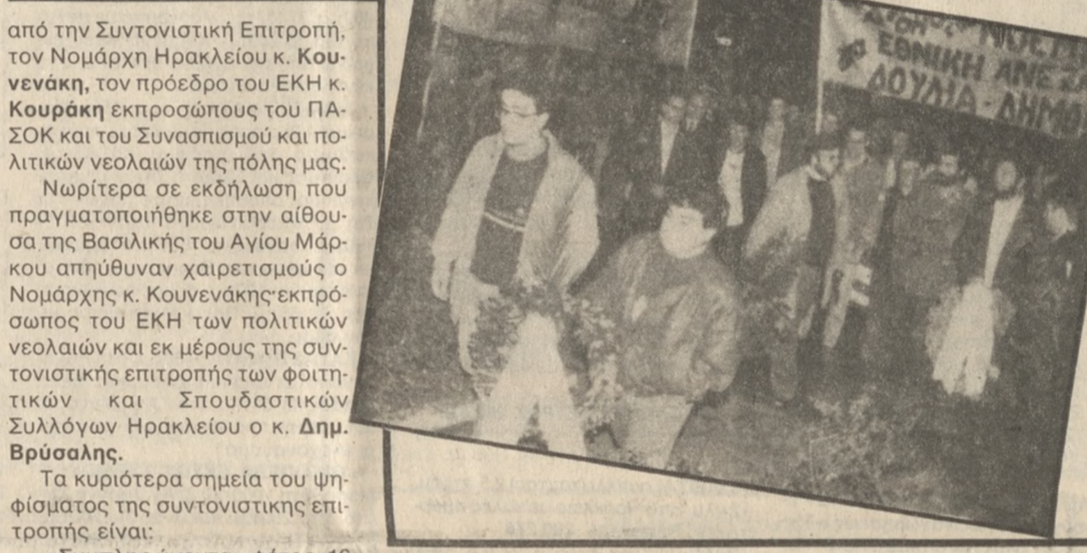 από την Συντονιστική Επιτροπή,
τον Νομάρχη Ηρακλείου κ. Κου-
νενάκη, τον πρόεδρο του ΕΚΗ κ.
Κουράκη εκπροσώπους του ΠΑ-
ΣΟΚ και του Συνασπισμού και πο-
λιτικών νεολαιών της πόλης μας.
Νωρίτερα σε εκδήλωση που
πραγματοποιήθηκε στην αίθου-
σα της Βασιλικής του Αγίου Μάρ-
κου απηύθυναν χαιρετισμούς ο
Νομάρχης κ. Κουνενάκης εκπρό-
σωπος του ΕΚΗ των πολιτικών
νεολαιών και εκ μέρους της συν-
τονιστικής επιτροπής των φοιτη-
τικών και Σπουδαστικών
Συλλόγων Ηρακλείου ο κ. Δημ.
Βρύσαλης.
Τα κυριότερα σημεία του ψη-
φίσματος της συντονιστικης επι-
τροπής είναι:
ΕΘΝΙΚΗ ΑΝΕ
ΔΟΥΛΙΑ - ΔΗΜΟ